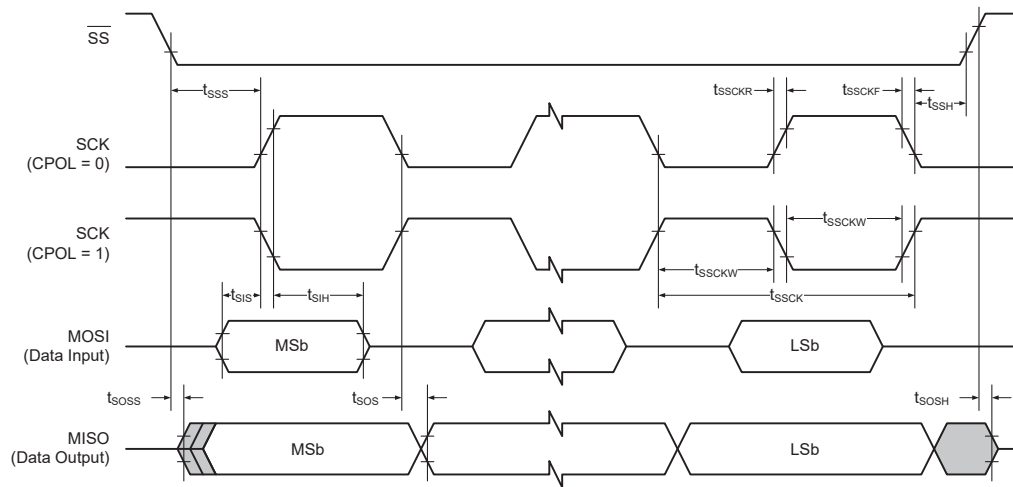 SS
tSSS
tSSCKR
tSSCKF
tSSH
SCK
(CPOL = 0)
SCK
(CPOL = 1)
tSSCKW
tSSCKW
tSSCK
tSIS
tSIH
MOSI
(Data Input)
MSb
LSb
tSOSS
tSOS
tSOSH
MISO
(Data Output)
MSb
LSb